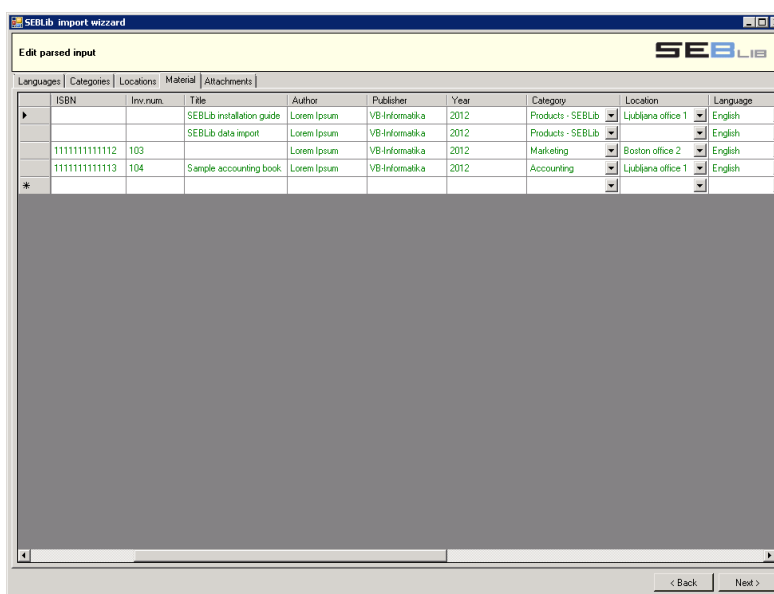 SEBLib import wizzard
Edit parsed input
SEBLIB
Languages Categories Locations Material Attachments
ISBN Inv.num. Title Author Publisher Year Category Location Language
SEBLib installation guide Lorem Ipsum VB-Informatika 2012 Products - SEBLib Ljubljana office 1 English
SEBLib data import Lorem Ipsum VB-Informatika 2012 Products - SEBLib English
1111111111112 103 Lorem Ipsum VB-Informatika 2012 Marketing Boston office 2 English
1111111111113 104 Sample accounting book Lorem Ipsum VB-Informatika 2012 Accounting Ljubljana office 1 English
< Back Next >